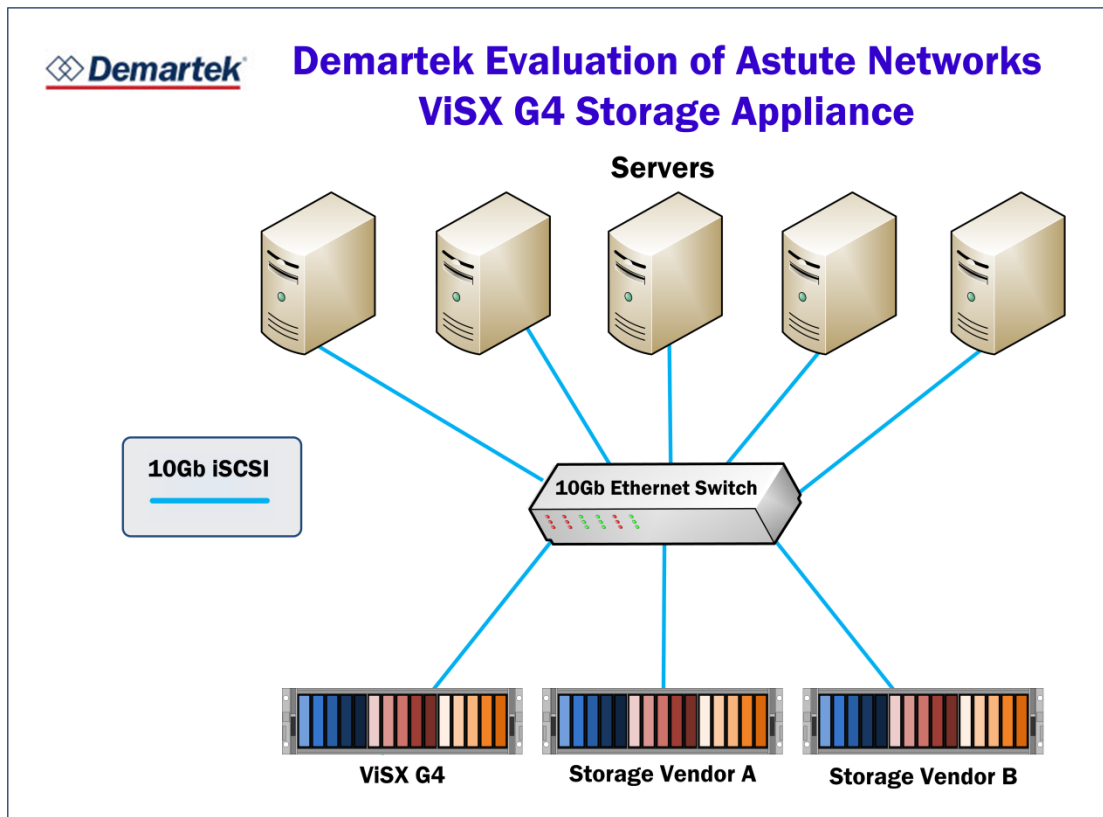 Demartek
Demartek Evaluation of Astute Networks
ViSX G4 Storage Appliance
Servers
10Gb iSCSI
10Gb Ethernet Switch
ViSX G4
Storage Vendor A
Storage Vendor B